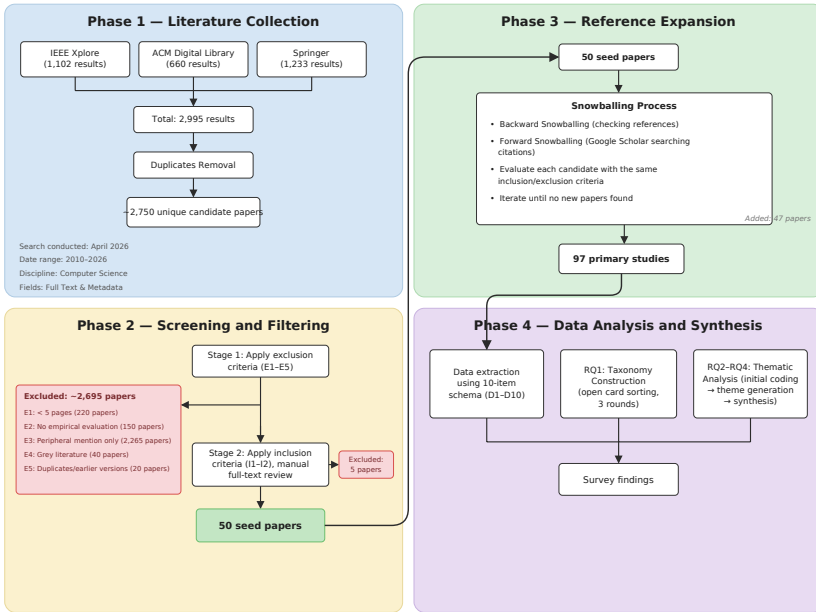 Phase 1 — Literature Collection
IEEE Xplore
(1,102 results)
ACM Digital Library
(660 results)
Springer
(1,233 results)
Total: 2,995 results
Duplicates Removal
~2,750 unique candidate papers
Search conducted: April 2026
Date range: 2010–2026
Discipline: Computer Science
Fields: Full Text & Metadata
Phase 2 — Screening and Filtering
Stage 1: Apply exclusion
criteria (E1–E5)
Excluded: ~2,695 papers
E1: < 5 pages (220 papers)
E2: No empirical evaluation (150 papers)
E3: Peripheral mention only (2,265 papers)
E4: Grey literature (40 papers)
E5: Duplicates/earlier versions (20 papers)
Stage 2: Apply inclusion
criteria (I1–I2), manual
full-text review
Excluded:
5 papers
50 seed papers
Phase 3 — Reference Expansion
50 seed papers
Snowballing Process
• Backward Snowballing (checking references)
• Forward Snowballing (Google Scholar searching
citations)
• Evaluate each candidate with the same
inclusion/exclusion criteria
• Iterate until no new papers found
Added: 47 papers
97 primary studies
Phase 4 — Data Analysis and Synthesis
Data extraction
using 10-item
schema (D1–D10)
RQ1: Taxonomy
Construction
(open card sorting,
3 rounds)
RQ2–RQ4: Thematic
Analysis (initial coding
→ theme generation
→ synthesis)
Survey findings